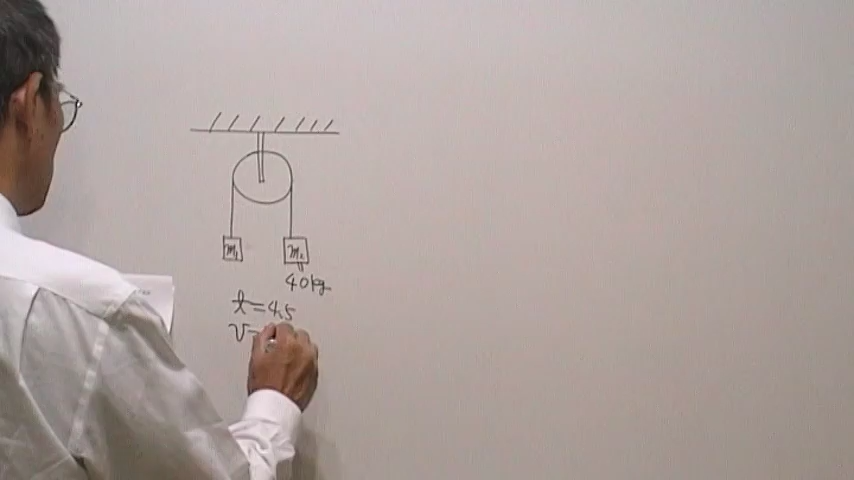 m₁ m₂
40kg
t=4s
v=